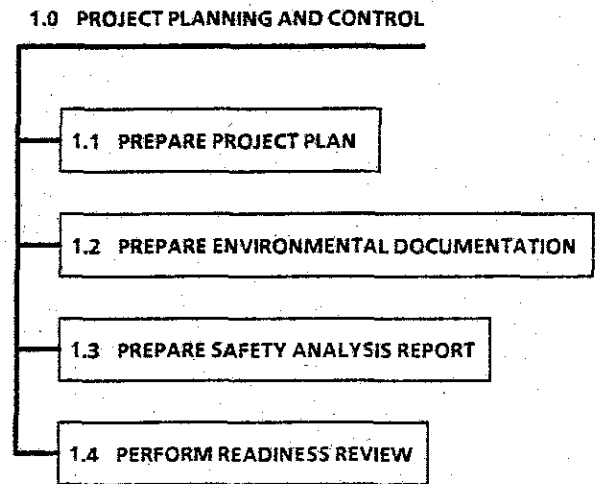 1.0 PROJECT PLANNING AND CONTROL
1.1 PREPARE PROJECT PLAN
1.2 PREPARE ENVIRONMENTAL DOCUMENTATION
1.3 PREPARE SAFETY ANALYSIS REPORT
1.4 PERFORM READINESS REVIEW